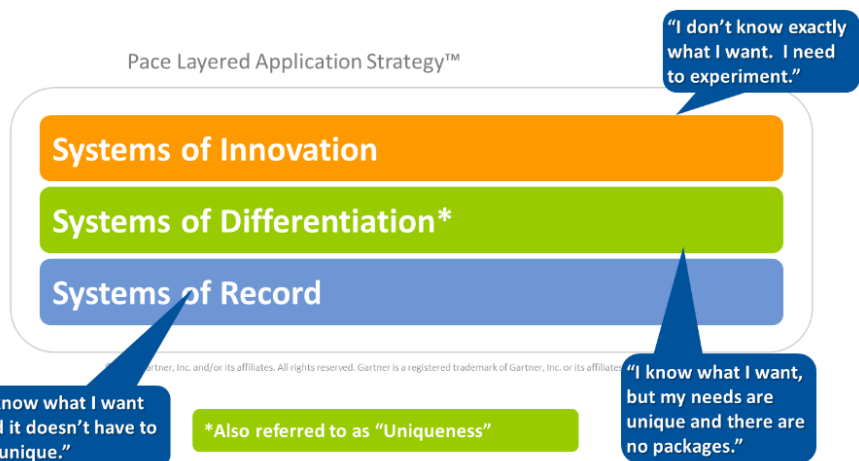 "I don't know exactly
what I want. I need
to experiment."
Pace Layered Application Strategy™
Systems of Innovation
Systems of Differentiation*
Systems of Record
Gartner, Inc. and/or its affiliates. All rights reserved. Gartner is a registered trademark of Gartner, Inc. or its affiliates
know what I want
it doesn't have to
unique."
*Also referred to as "Uniqueness"
"I know what I want,
but my needs are
unique and there are
no packages."